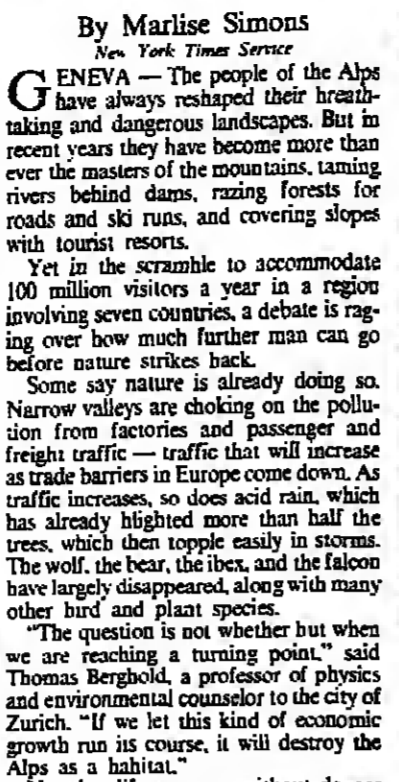 By Marlise Simons
New York Times Service
GENEVA — The people of the Alps
have always reshaped their breath-
taking and dangerous landscapes. But in
recent years they have become more than
ever the masters of the mountains, taming
rivers behind dams, razing forests for
roads and ski runs, and covering slopes
with tourist resorts.
Yet in the scramble to accommodate
100 million visitors a year in a region
involving seven countries, a debate is rag-
ing over how much further man can go
before nature strikes back.
Some say nature is already doing so.
Narrow valleys are choking on the pollu-
tion from factories and passenger and
freight traffic — traffic that will increase
as trade barriers in Europe come down. As
traffic increases, so does acid rain, which
has already blighted more than half the
trees, which then topple easily in storms.
The wolf, the bear, the ibex, and the falcon
have largely disappeared, along with many
other bird and plant species.
"The question is not whether but when
we are reaching a turning point," said
Thomas Berghold, a professor of physics
and environmental counselor to the city of
Zurich. "If we let this kind of economic
growth run its course, it will destroy the
Alps as a habitat."